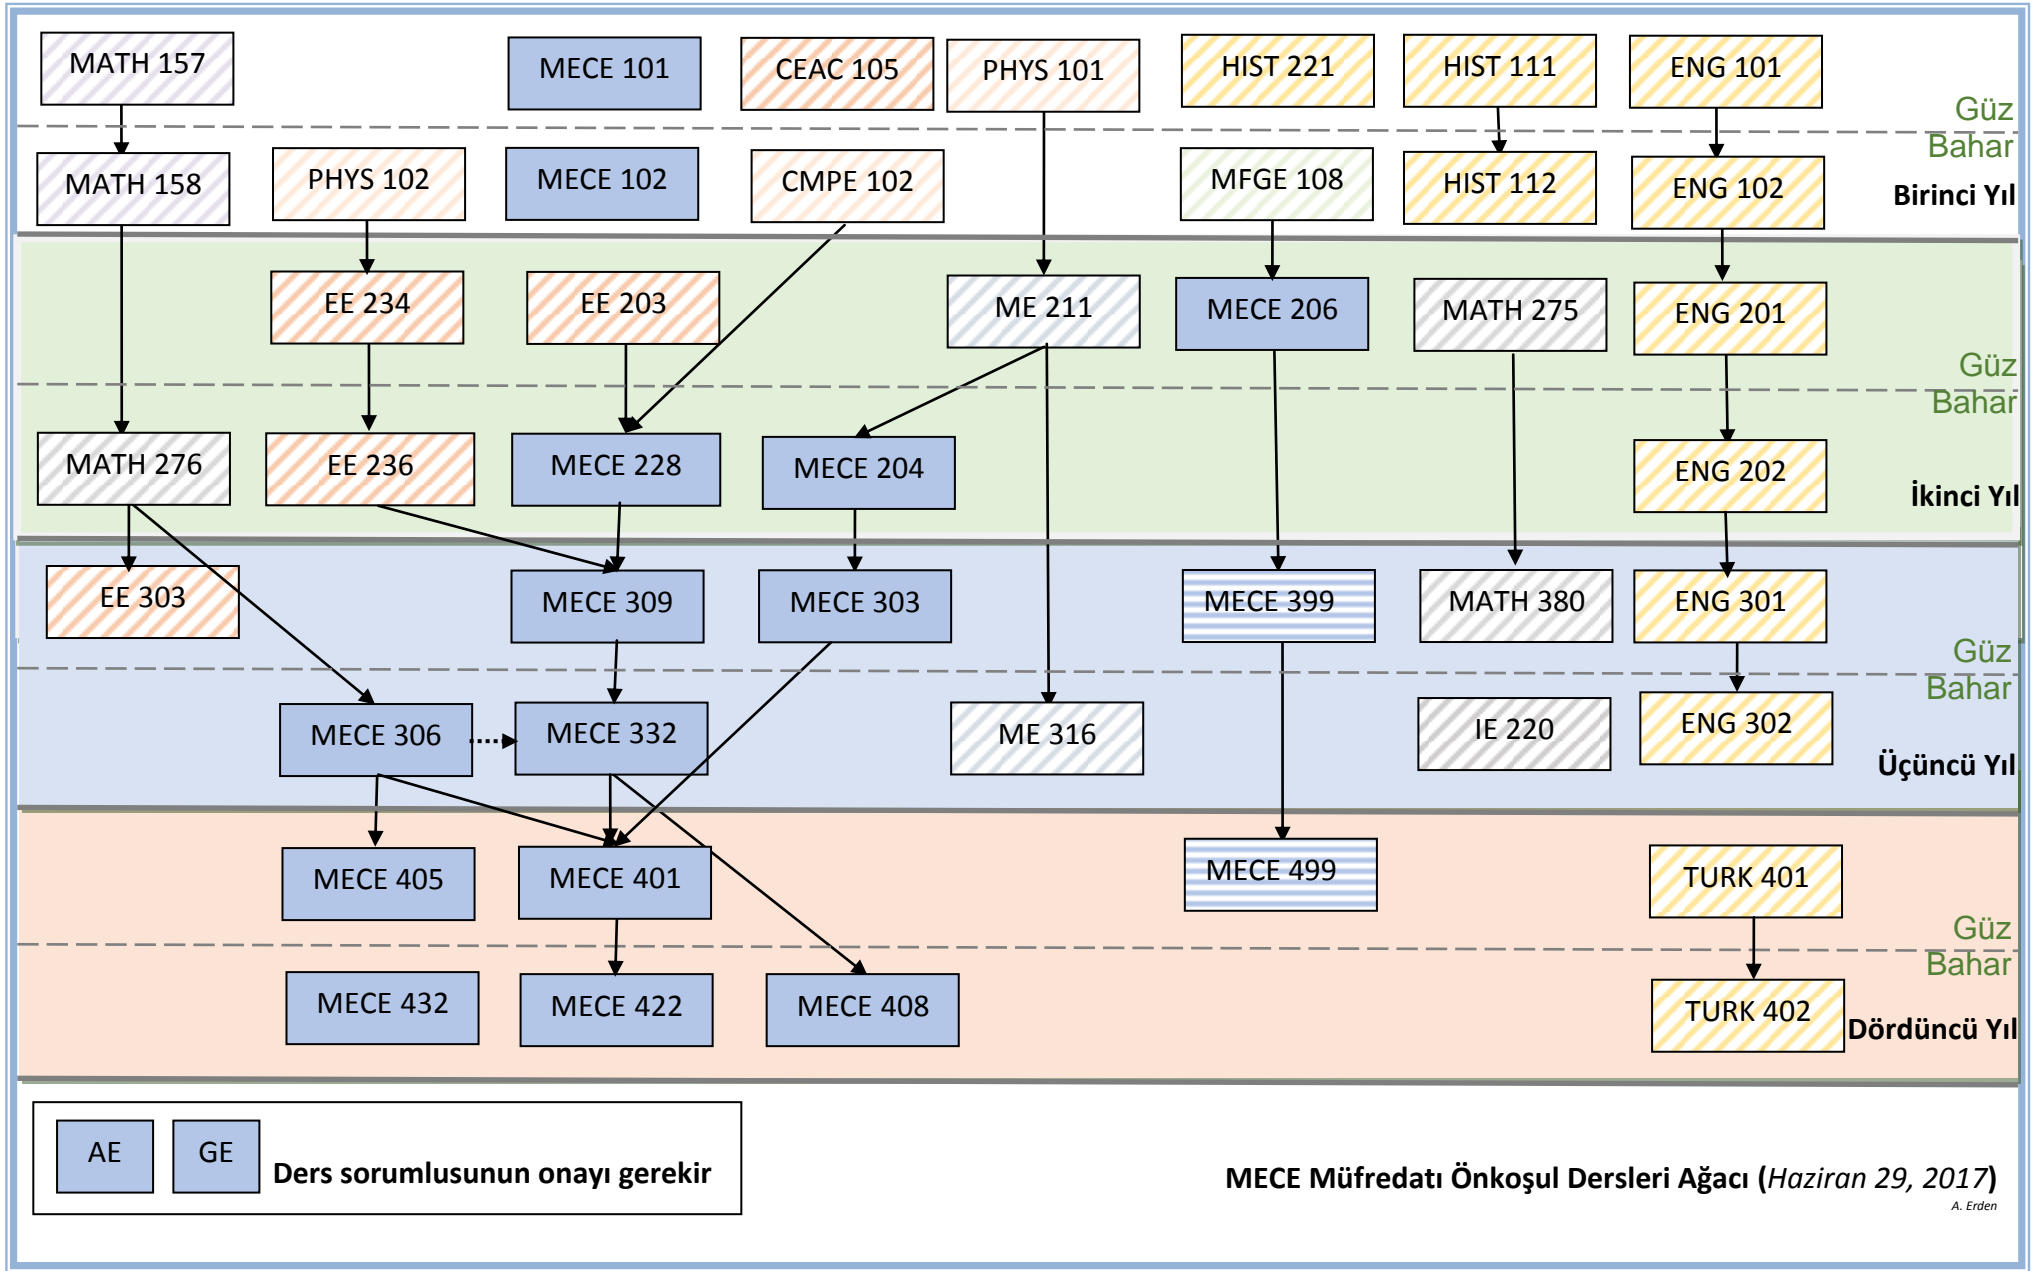 MATH 157
MECE 101
CEAC 105
PHYS 101
HIST 221
HIST 111
ENG 101
Güz
Bahar
MATH 158
PHYS 102
MECE 102
CMPE 102
MFGE 108
HIST 112
ENG 102
Birinci Yıl
EE 234
EE 203
ME 211
MECE 206
MATH 275
ENG 201
Güz
Bahar
MATH 276
EE 236
MECE 228
MECE 204
ENG 202
İkinci Yıl
EE 303
MECE 309
MECE 303
MECE 399
MATH 380
ENG 301
Güz
Bahar
MECE 306
MECE 332
ME 316
IE 220
ENG 302
Üçüncü Yıl
MECE 405
MECE 401
MECE 499
TURK 401
Güz
Bahar
MECE 432
MECE 422
MECE 408
TURK 402
Dördüncü Yıl
AE
GE
Ders sorumlusunun onayı gerekir
MECE Müfredatı Önkoşul Dersleri Ağacı (Haziran 29, 2017)
A. Erden